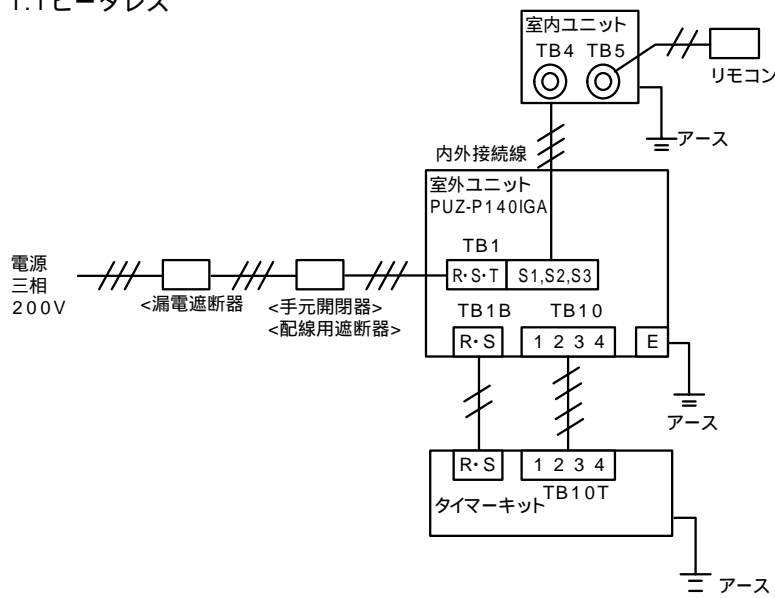 1.1ヒータレス
室内ユニット
TB4 TB5
リモコン
アース
内外接続線
室外ユニット
PUZ-P140IGA
TB1
R・S・T S1,S2,S3
電源
三相
200V
<漏電遮断器
<手元開閉器>
<配線用遮断器>
TB1B TB10
R・S 1 2 3 4 E
アース
R・S 1 2 3 4
TB10T
タイマーキット
アース